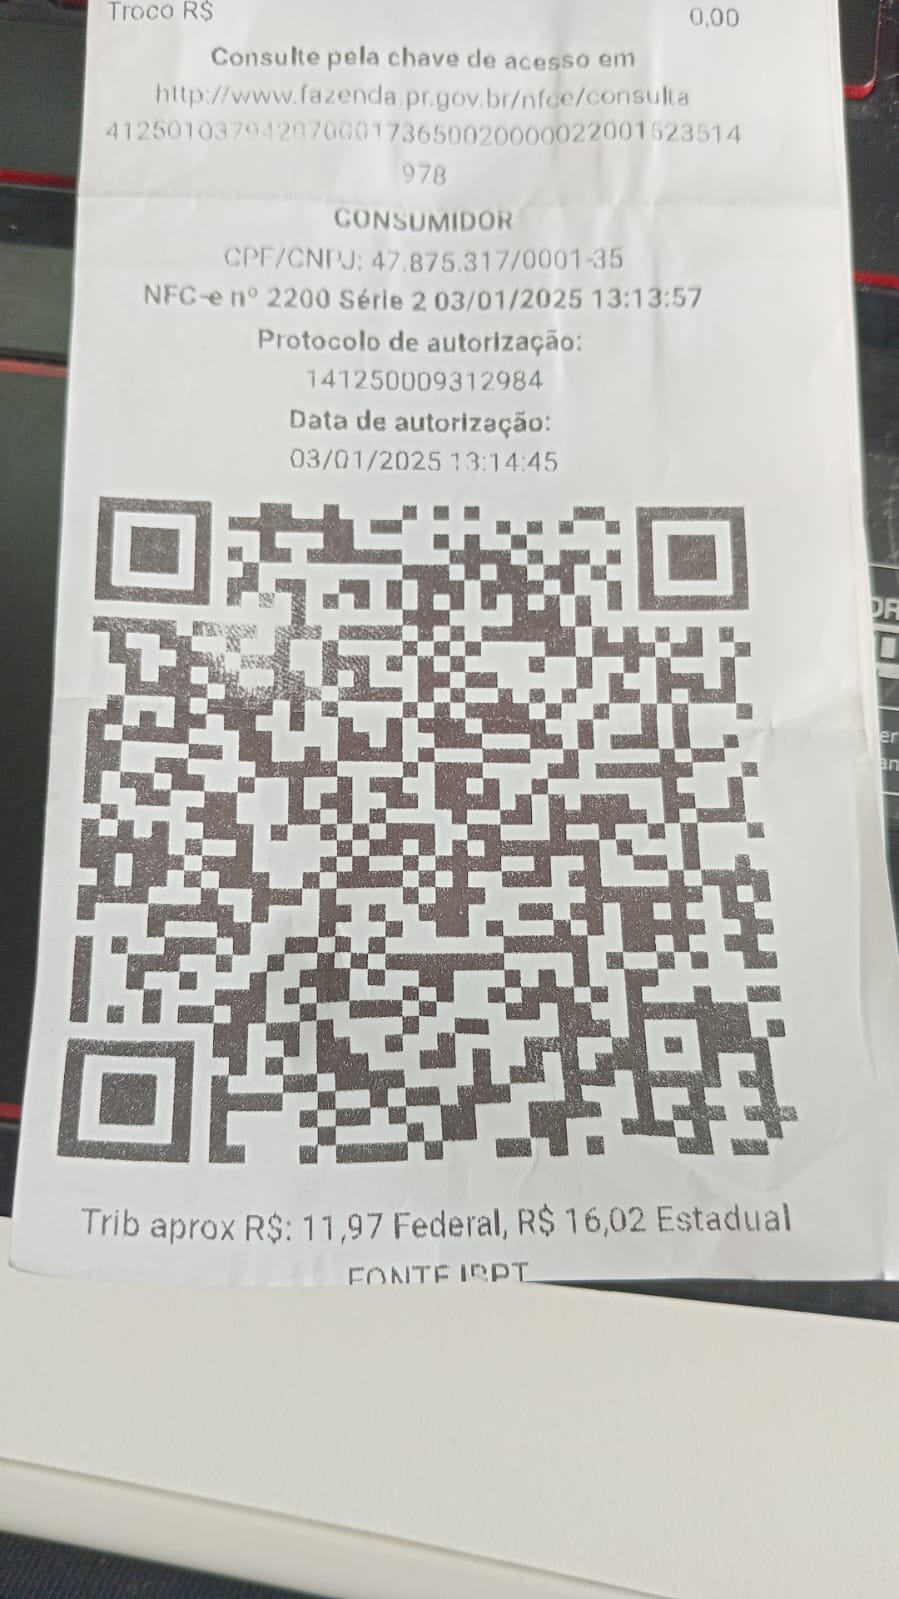 Troco R$ 0,00
Consulte pela chave de acesso em
http://www.fazenda.pr.gov.br/nfce/consulta
41250103794207000173650020000022001523514
978
CONSUMIDOR
CPF/CNPJ: 47.875.317/0001-35
NFC-e nº 2200 Série 2 03/01/2025 13:13:57
Protocolo de autorização:
141250009312984
Data de autorização:
03/01/2025 13:14:45
Trib aprox R$: 11,97 Federal, R$ 16,02 Estadual
FONTE IBPT